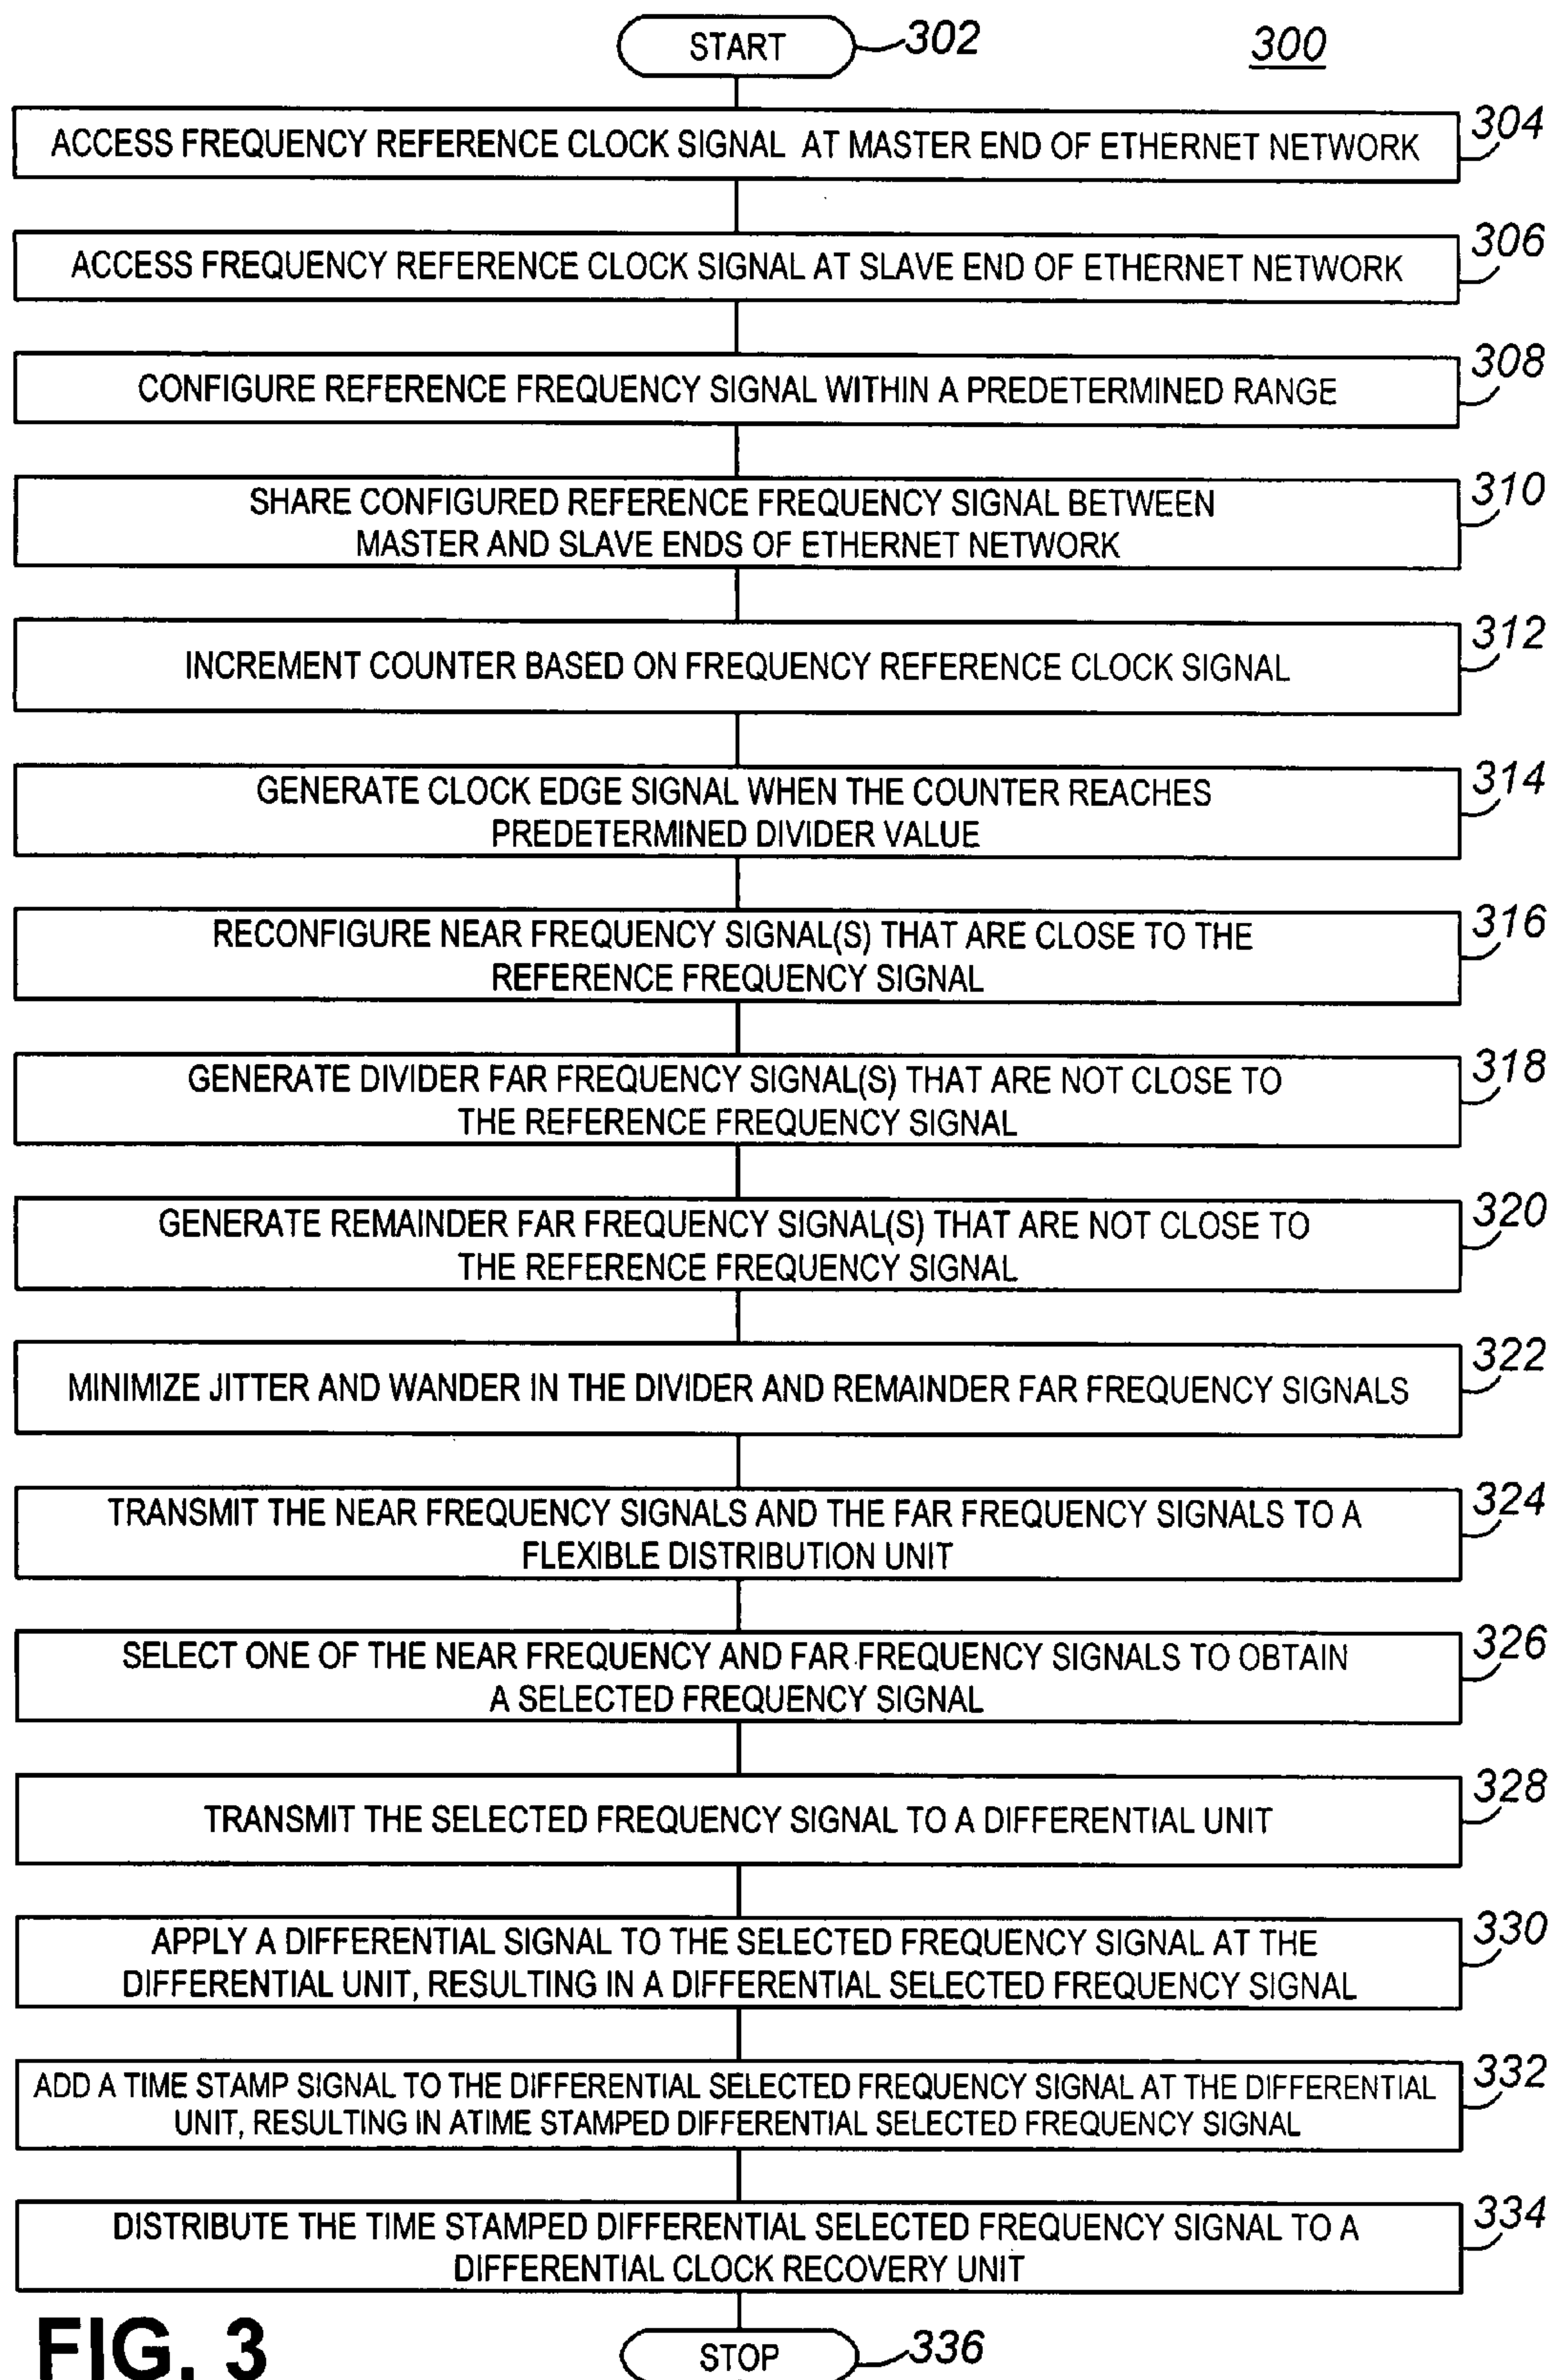 START
302
300
ACCESS FREQUENCY REFERENCE CLOCK SIGNAL AT MASTER END OF ETHERNET NETWORK
304
ACCESS FREQUENCY REFERENCE CLOCK SIGNAL AT SLAVE END OF ETHERNET NETWORK
306
CONFIGURE REFERENCE FREQUENCY SIGNAL WITHIN A PREDETERMINED RANGE
308
SHARE CONFIGURED REFERENCE FREQUENCY SIGNAL BETWEEN
MASTER AND SLAVE ENDS OF ETHERNET NETWORK
310
INCREMENT COUNTER BASED ON FREQUENCY REFERENCE CLOCK SIGNAL
312
GENERATE CLOCK EDGE SIGNAL WHEN THE COUNTER REACHES
PREDETERMINED DIVIDER VALUE
314
RECONFIGURE NEAR FREQUENCY SIGNAL(S) THAT ARE CLOSE TO THE
REFERENCE FREQUENCY SIGNAL
316
GENERATE DIVIDER FAR FREQUENCY SIGNAL(S) THAT ARE NOT CLOSE TO
THE REFERENCE FREQUENCY SIGNAL
318
GENERATE REMAINDER FAR FREQUENCY SIGNAL(S) THAT ARE NOT CLOSE TO
THE REFERENCE FREQUENCY SIGNAL
320
MINIMIZE JITTER AND WANDER IN THE DIVIDER AND REMAINDER FAR FREQUENCY SIGNALS
322
TRANSMIT THE NEAR FREQUENCY SIGNALS AND THE FAR FREQUENCY SIGNALS TO A
FLEXIBLE DISTRIBUTION UNIT
324
SELECT ONE OF THE NEAR FREQUENCY AND FAR FREQUENCY SIGNALS TO OBTAIN
A SELECTED FREQUENCY SIGNAL
326
TRANSMIT THE SELECTED FREQUENCY SIGNAL TO A DIFFERENTIAL UNIT
328
APPLY A DIFFERENTIAL SIGNAL TO THE SELECTED FREQUENCY SIGNAL AT THE
DIFFERENTIAL UNIT, RESULTING IN A DIFFERENTIAL SELECTED FREQUENCY SIGNAL
330
ADD A TIME STAMP SIGNAL TO THE DIFFERENTIAL SELECTED FREQUENCY SIGNAL AT THE DIFFERENTIAL
UNIT, RESULTING IN ATIME STAMPED DIFFERENTIAL SELECTED FREQUENCY SIGNAL
332
DISTRIBUTE THE TIME STAMPED DIFFERENTIAL SELECTED FREQUENCY SIGNAL TO A
DIFFERENTIAL CLOCK RECOVERY UNIT
334
STOP
336
FIG. 3